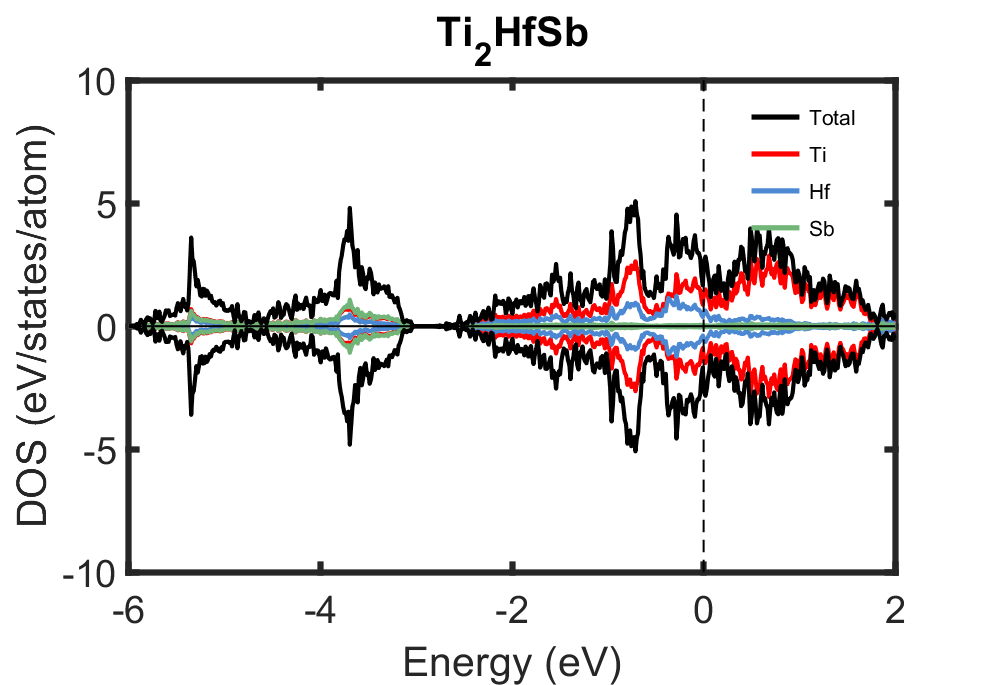 Ti2HfSb
10
5
0
-5
-10
DOS (eV/states/atom)
Total
Ti
Hf
Sb
-6
-4
-2
0
2
Energy (eV)